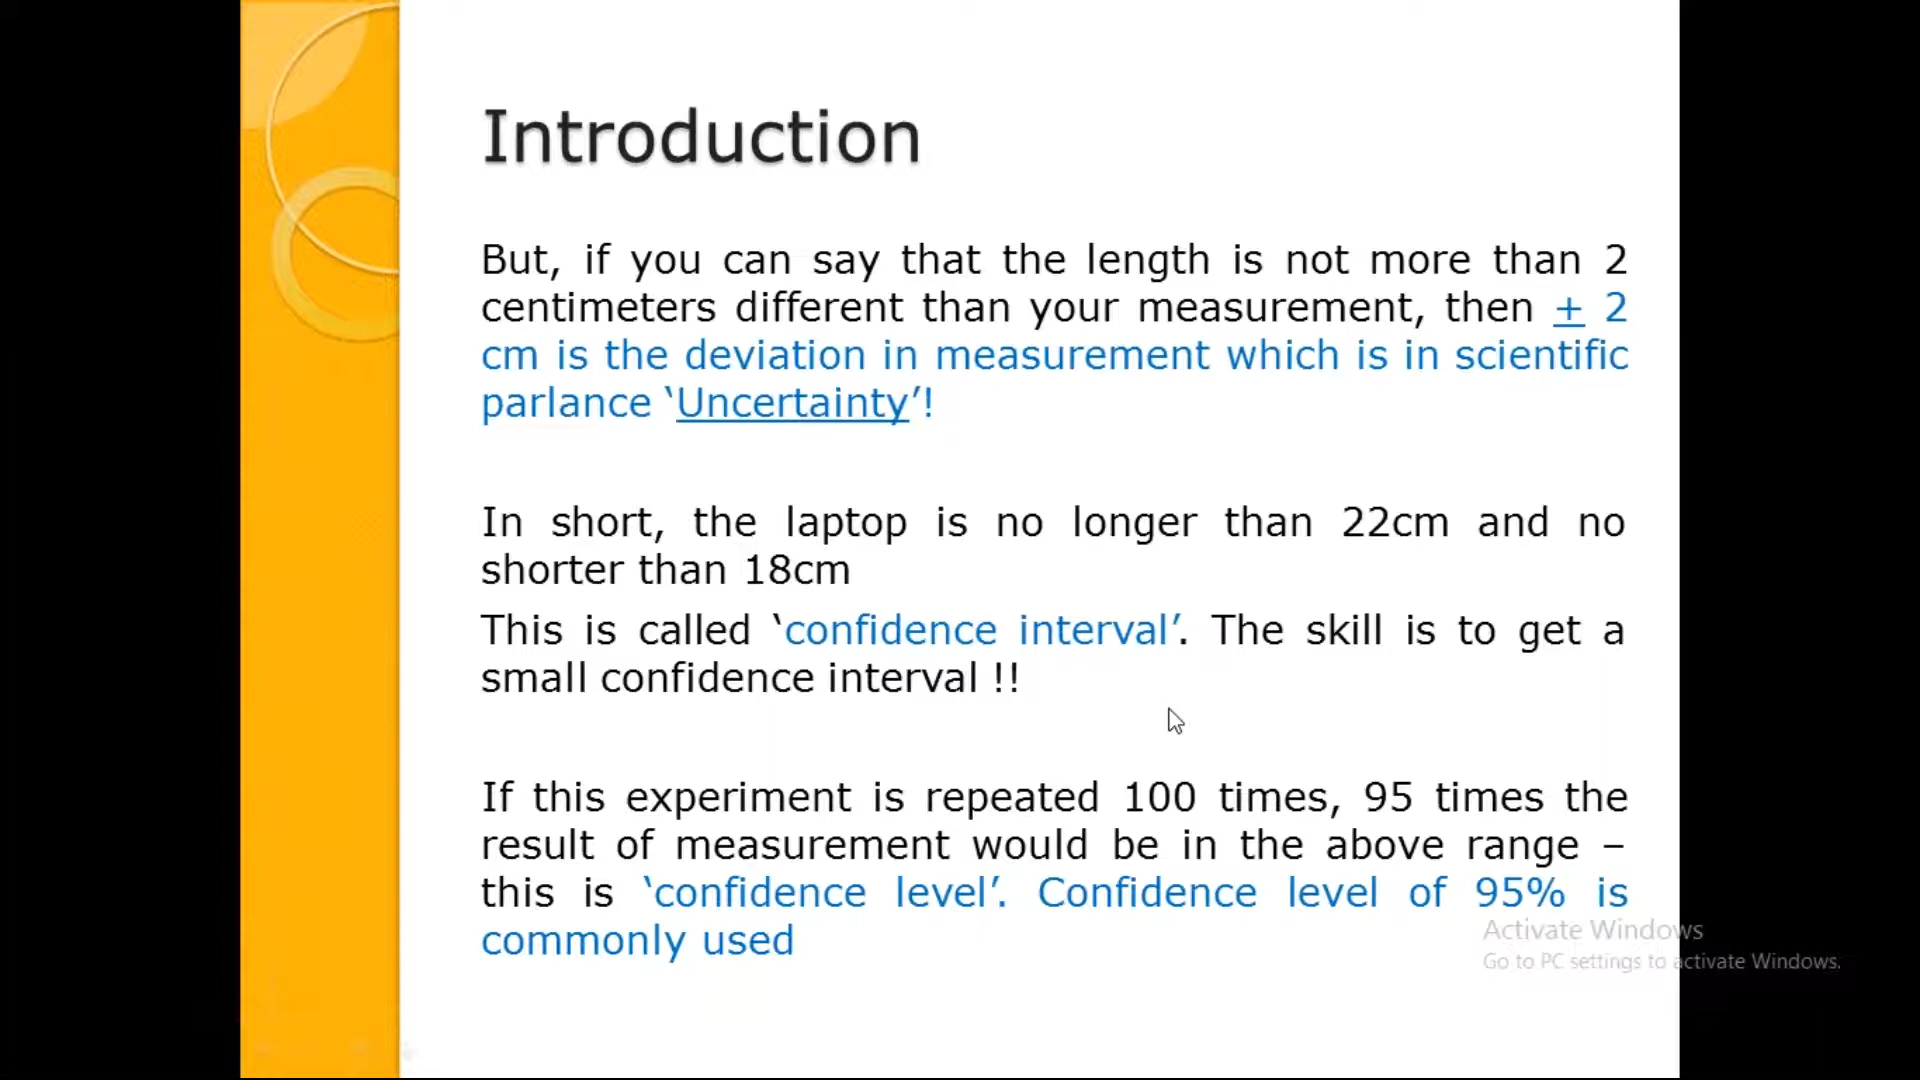 Introduction
But, if you can say that the length is not more than 2
centimeters different than your measurement, then + 2
cm is the deviation in measurement which is in scientific
parlance ‘Uncertainty’!
In short, the laptop is no longer than 22cm and no
shorter than 18cm
This is called ‘confidence interval’. The skill is to get a
small confidence interval !!
If this experiment is repeated 100 times, 95 times the
result of measurement would be in the above range –
this is ‘confidence level’. Confidence level of 95% is
commonly used
Activate Windows
Go to PC settings to activate Windows.